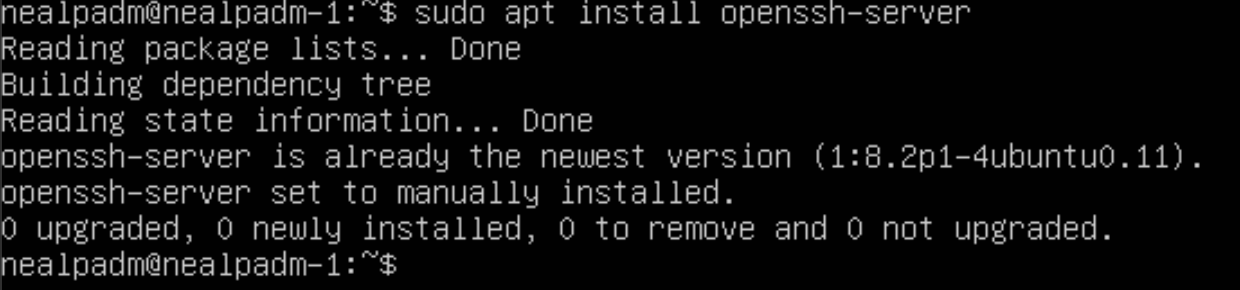 nealpadm@nealpadm-1:~$ sudo apt install openssh-server
Reading package lists... Done
Building dependency tree
Reading state information... Done
openssh-server is already the newest version (1:8.2p1-4ubuntu0.11).
openssh-server set to manually installed.
0 upgraded, 0 newly installed, 0 to remove and 0 not upgraded.
nealpadm@nealpadm-1:~$